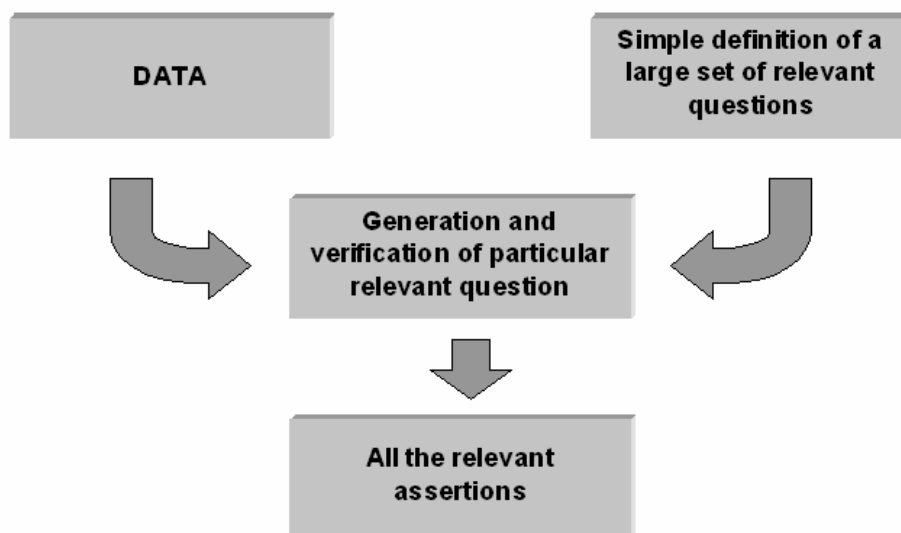 DATA
Simple definition of a
large set of relevant
questions
Generation and
verification of particular
relevant question
All the relevant
assertions